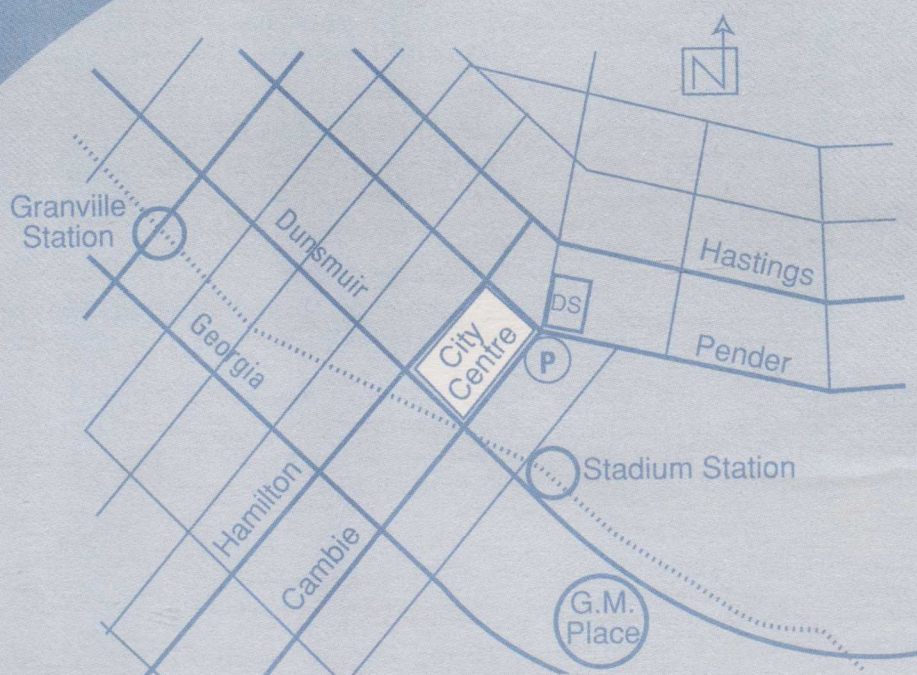 N
Granville
Station
Dunsmuir
Hastings
DS
City
Centre
Georgia
P
Pender
Stadium Station
Hamilton
Cambie
G.M.
Place